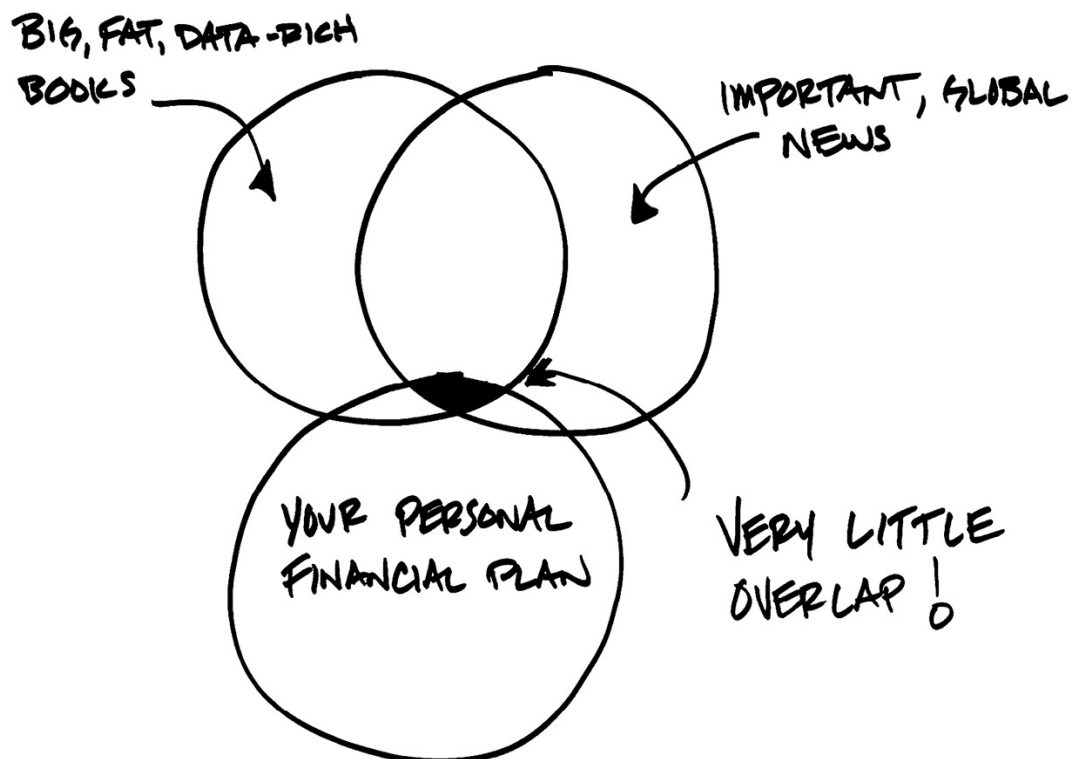 BIG, FAT, DATA-RICH
BOOKS
IMPORTANT, GLOBAL
NEWS
YOUR PERSONAL
FINANCIAL PLAN
VERY LITTLE
OVERLAP!